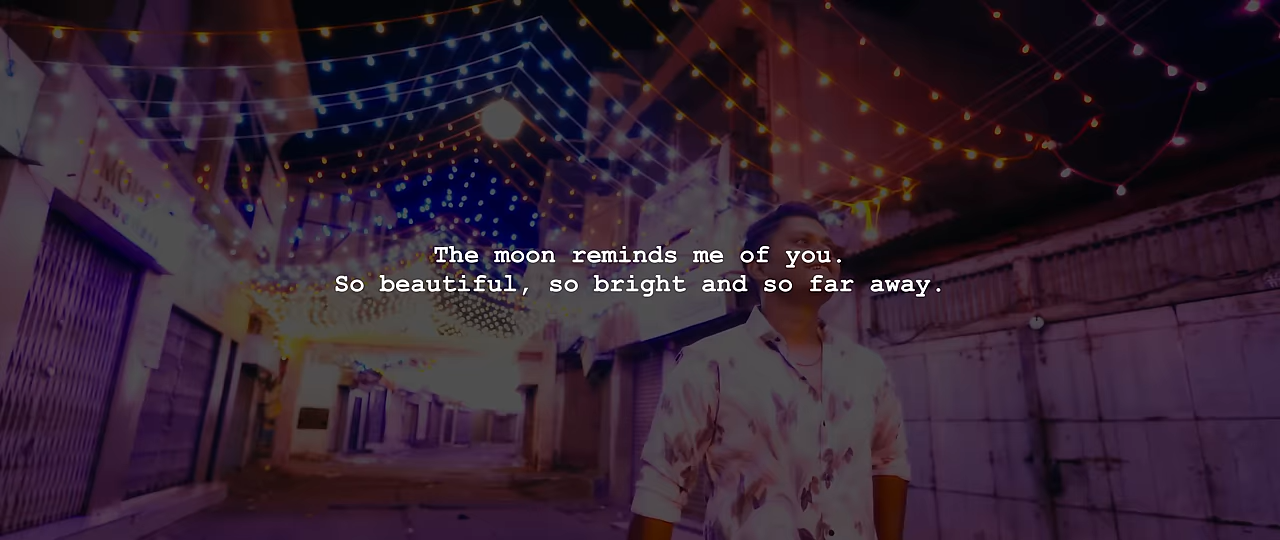 The moon reminds me of you.
So beautiful, so bright and so far away.